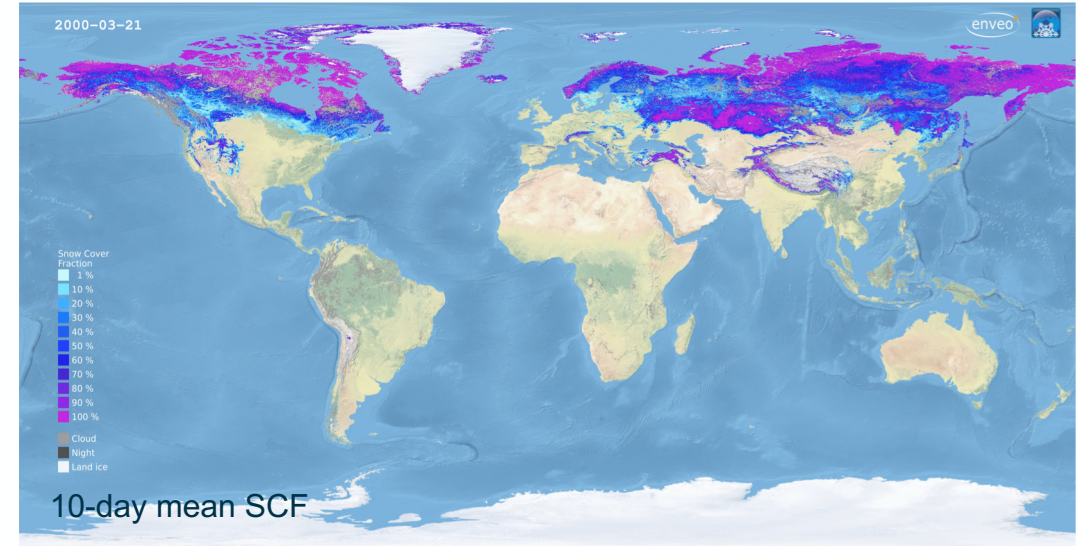 2000-03-21
enveo
Snow Cover
Fraction
1 %
10 %
20 %
30 %
40 %
50 %
60 %
70 %
80 %
90 %
100 %
Cloud
Night
Land ice
10-day mean SCF